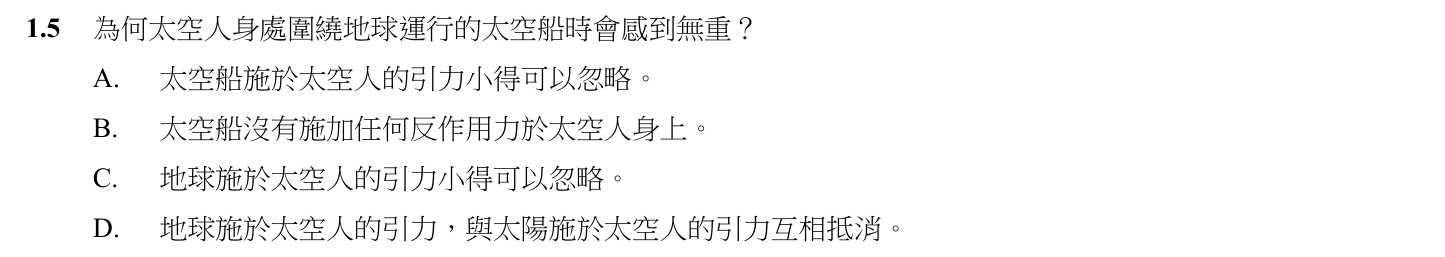 1.5 為何太空人身處圍繞地球運行的太空船時會感到無重？
A. 太空船施於太空人的引力小得可以忽略。
B. 太空船沒有施加任何反作用力於太空人身上。
C. 地球施於太空人的引力小得可以忽略。
D. 地球施於太空人的引力，與太陽施於太空人的引力互相抵消。